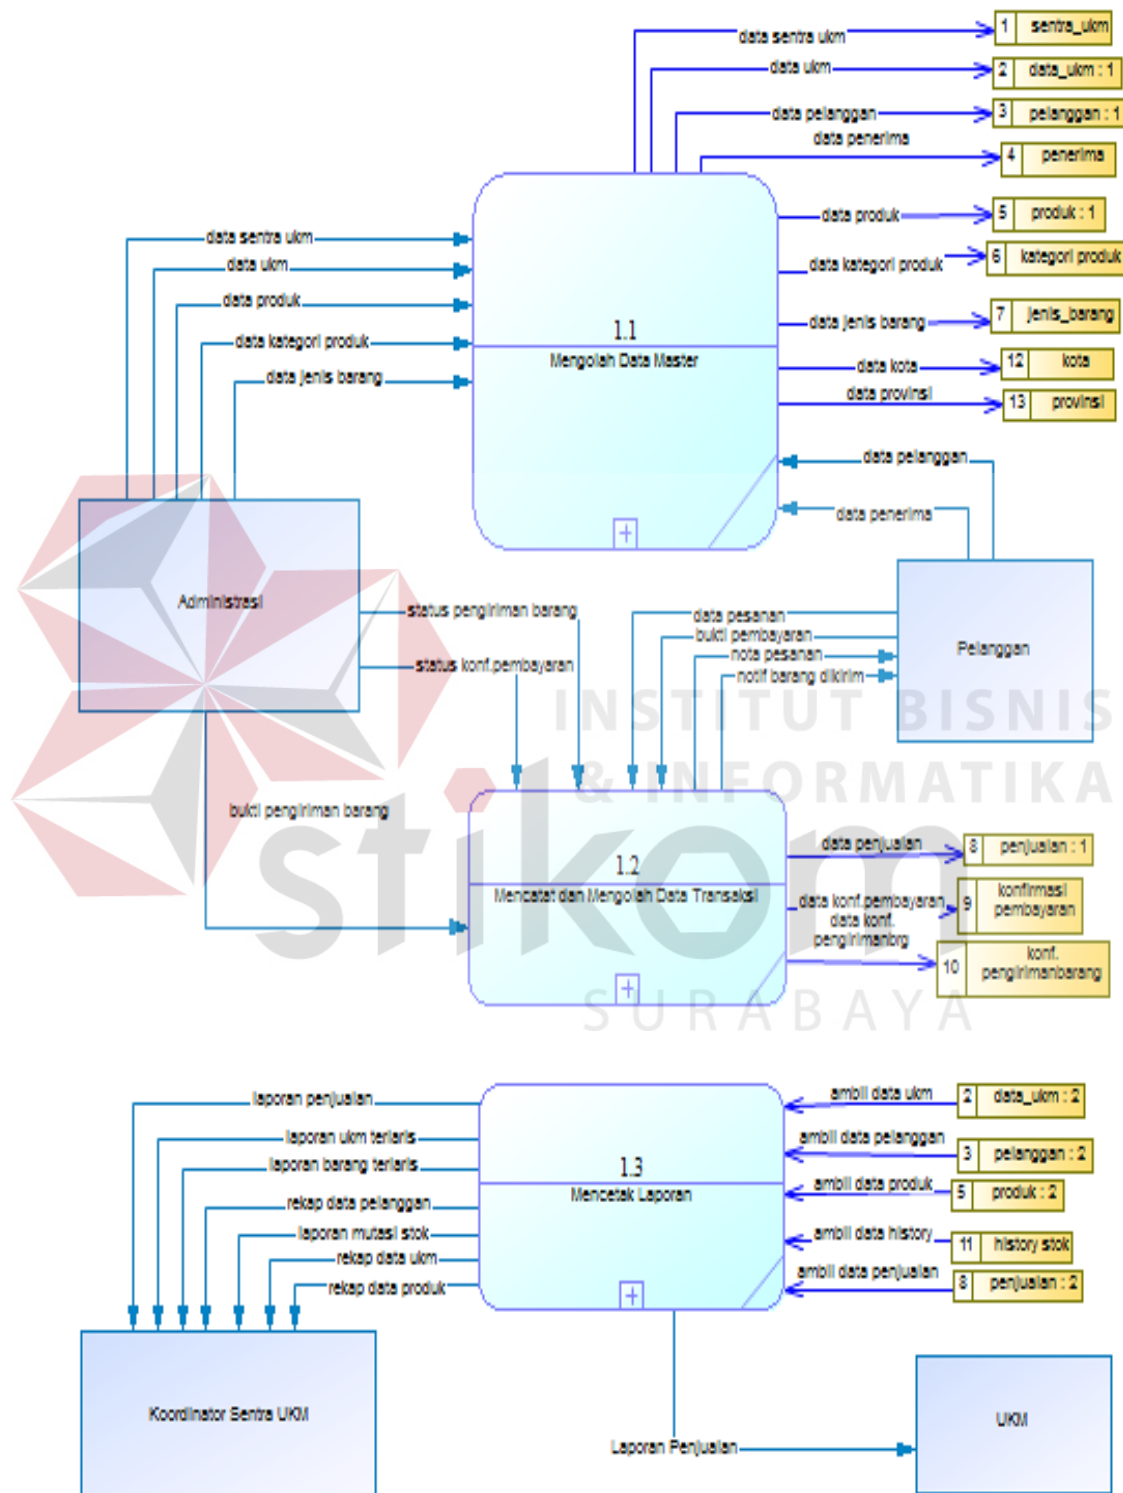 data sentra ukm
1 sentra_ukm
data ukm
2 data_ukm : 1
data pelanggan
3 pelanggan : 1
data penerima
4 penerima
data produk
5 produk : 1
data kategori produk
6 kategori produk
data jenis barang
7 jenis_barang
data kota
12 kota
data provinsi
13 provinsi
data sentra ukm
data ukm
data produk
data kategori produk
data jenis barang
1.1
Mengolah Data Master
+
data pelanggan
data penerima
Administrasi
Pelanggan
status pengiriman barang
status konf.pembayaran
data pesanan
bukti pembayaran
nota pesanan
notif barang dikirim
INSTITUT BISNIS
& INFORMATIKA
stikom
SURABAYA
bukti pengiriman barang
1.2
Mencatat dan Mengolah Data Transaksi
+
data penjualan
8 penjualan : 1
data konf.pembayaran
9 konfirmasi
pembayaran
data konf.
pengirimanbrg
10 konf.
pengirimanbarang
laporan penjualan
laporan ukm terlaris
laporan barang terlaris
rekap data pelanggan
laporan mutasi stok
rekap data ukm
rekap data produk
1.3
Mencetak Laporan
+
ambil data ukm
2 data_ukm : 2
ambil data pelanggan
3 pelanggan : 2
ambil data produk
5 produk : 2
ambil data history
11 history stok
ambil data penjualan
8 penjualan : 2
Koordinator Sentra UKM
Laporan Penjualan
UKM